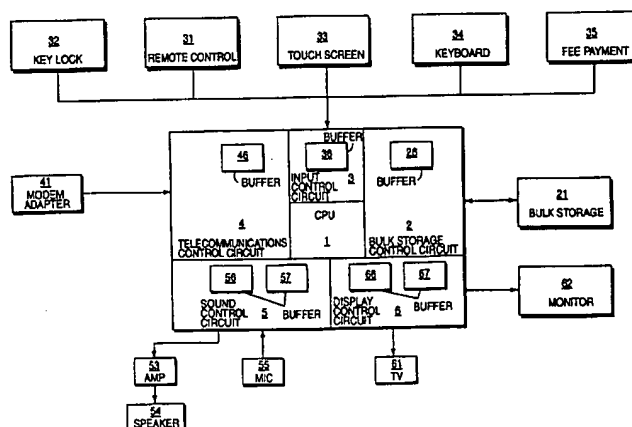 32
KEY LOCK
31
REMOTE CONTROL
33
TOUCH SCREEN
34
KEYBOARD
35
FEE PAYMENT
BUFFER
46
BUFFER
36
INPUT
CONTROL
CIRCUIT
3
26
BUFFER
41
MODEM
ADAPTER
4
TELECOMMUNICATIONS
CONTROL CIRCUIT
CPU
1
2
BULK STORAGE
CONTROL CIRCUIT
21
BULK STORAGE
56
57
SOUND
CONTROL
CIRCUIT
5
BUFFER
66
67
DISPLAY
CONTROL
CIRCUIT
6
BUFFER
62
MONITOR
53
AMP
55
MIC
61
TV
54
SPEAKER